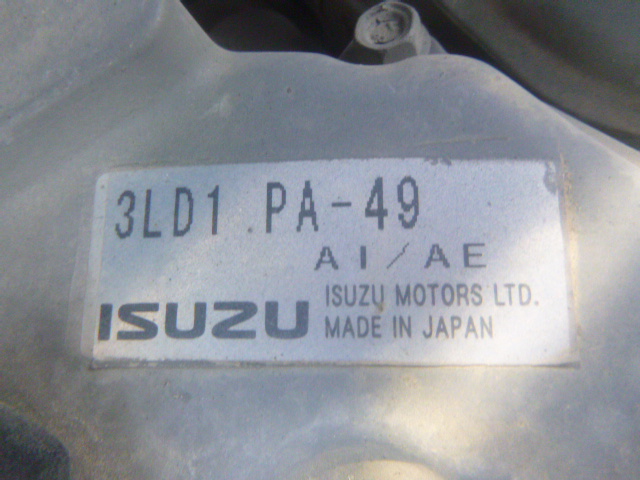 3LD1 PA-49
AI/AE
ISUZU ISUZU MOTORS LTD.
MADE IN JAPAN